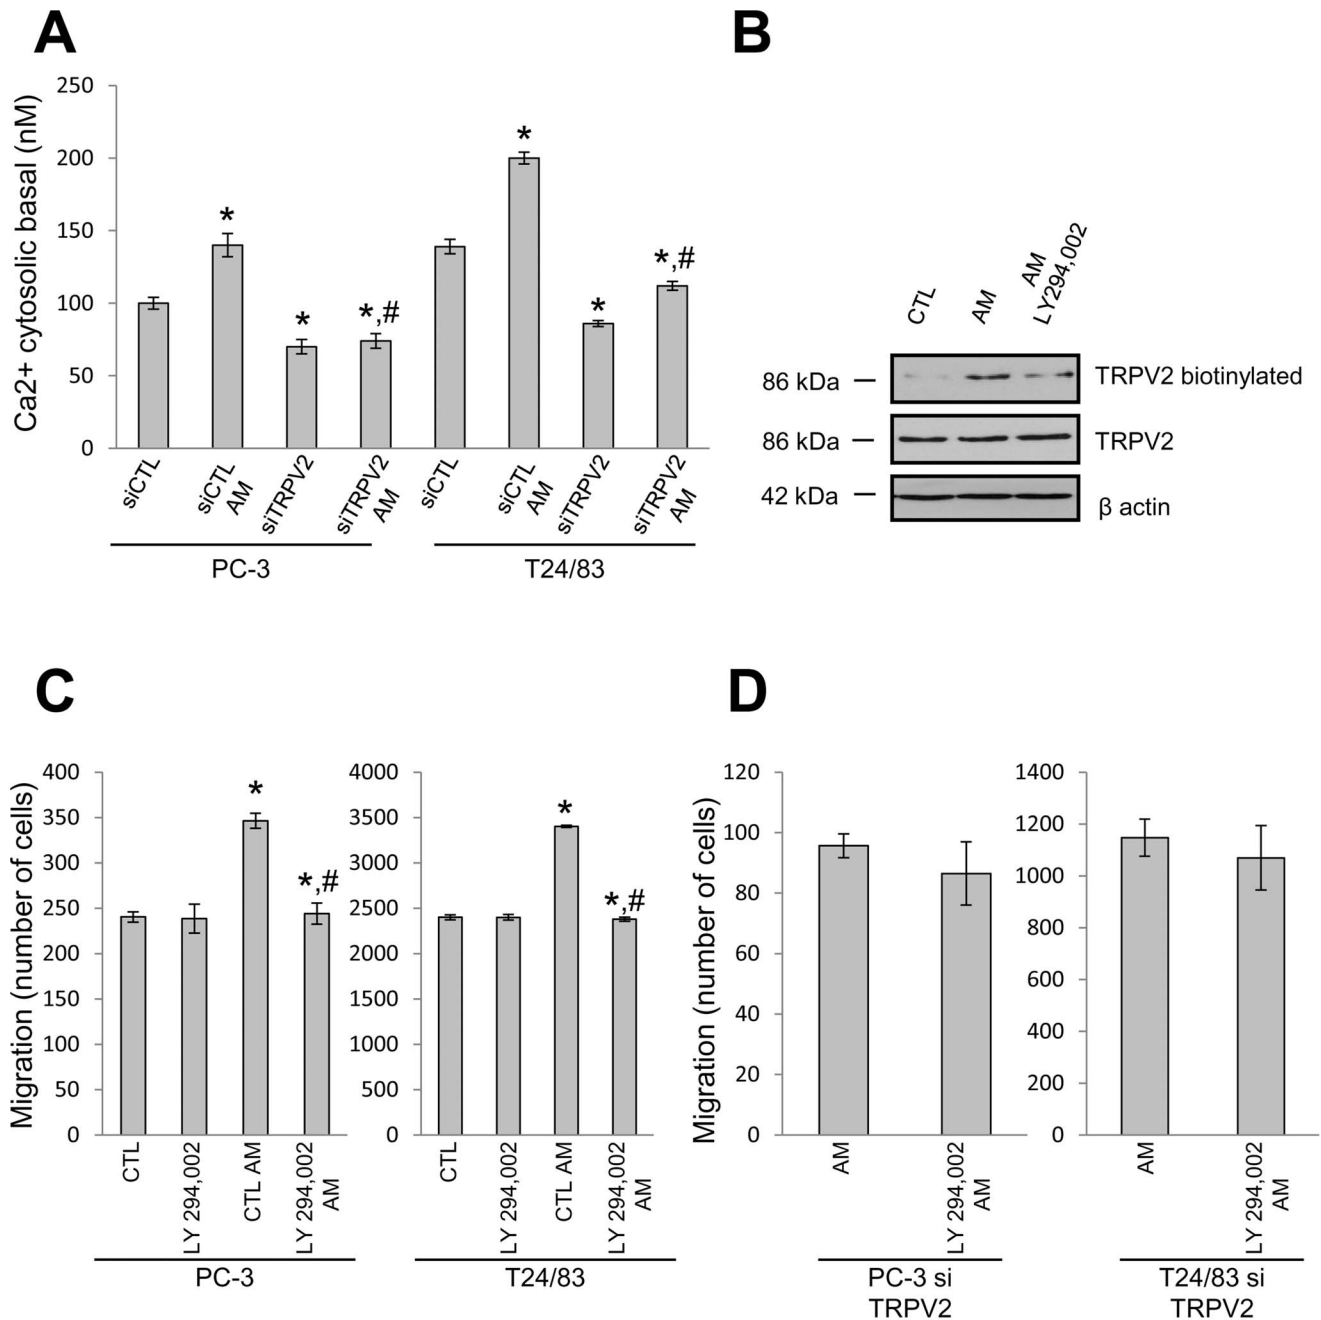 A
Ca2+ cytosolic basal (nM)
250
200
150
100
50
0
*
*
*,#
*
*
*,#
siCTL
siCTL
AM
siTRPV2
siTRPV2
AM
siCTL
siCTL
AM
siTRPV2
siTRPV2
AM
PC-3
T24/83
B
CTL
AM
AM
LY294,002
86 kDa
TRPV2 biotinylated
86 kDa
TRPV2
42 kDa
β actin
C
Migration (number of cells)
400
350
300
250
200
150
100
50
0
*
*,#
CTL
LY 294,002
CTL AM
LY 294,002
AM
PC-3
4000
3500
3000
2500
2000
1500
1000
500
0
*
*,#
CTL
LY 294,002
CTL AM
LY 294,002
AM
T24/83
D
Migration (number of cells)
120
100
80
60
40
20
0
AM
LY 294,002
AM
PC-3 si
TRPV2
1400
1200
1000
800
600
400
200
0
AM
LY 294,002
AM
T24/83 si
TRPV2